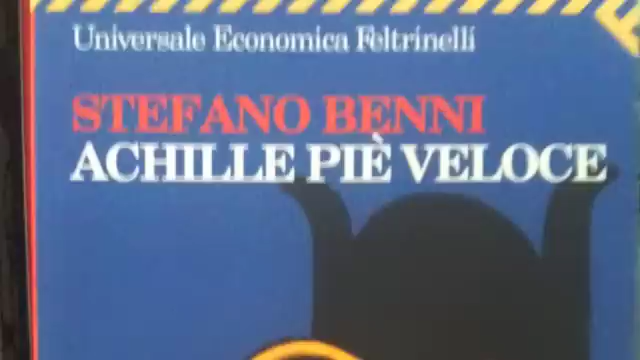 Universale Economica Feltrinelli
STEFANO BENNI
ACHILLE PIÈ VELOCE